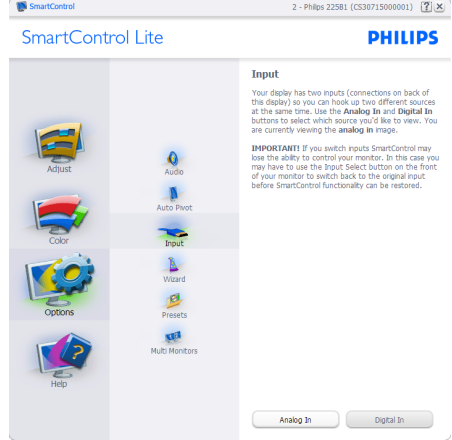 SmartControl
2 - Philips 225B1 (CS30715000001)
SmartControl Lite
PHILIPS
Adjust
Color
Options
Help
Audio
Auto Pivot
Input
Wizard
Presets
Multi Monitors
Input
Your display has two inputs (connections on back of
this display) so you can hook up two different sources
at the same time. Use the Analog In and Digital In
buttons to select which source you'd like to view. You
are currently viewing the analog in image.
IMPORTANT! If you switch inputs SmartControl may
lose the ability to control your monitor. In this case you
may have to use the Input Select button on the front
of your monitor to switch back to the original input
before SmartControl functionality can be restored.
Analog In
Digital In